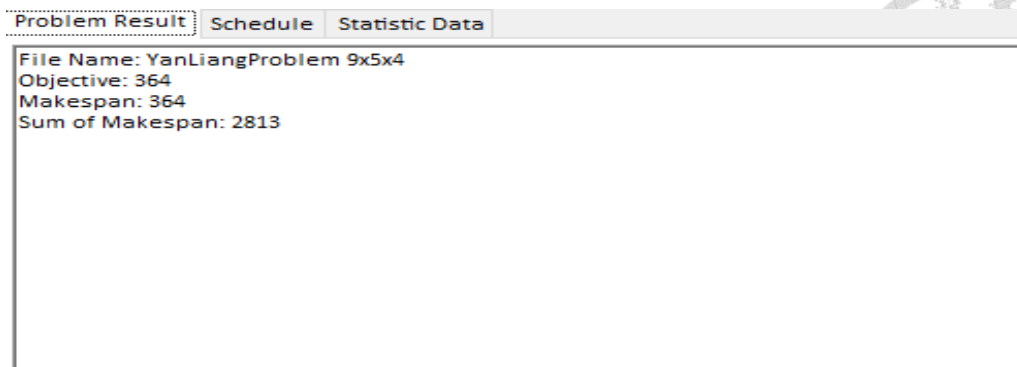 Problem Result Schedule Statistic Data
File Name: YanLiangProblem 9x5x4
Objective: 364
Makespan: 364
Sum of Makespan: 2813